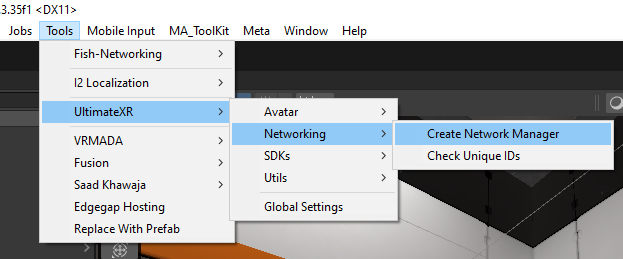 .3.35f1 <DX11>
Jobs Tools Mobile Input MA_ToolKit Meta Window Help
Fish-Networking
I2 Localization
UltimateXR
VRMADA
Fusion
Saad Khawaja
Edgegap Hosting
Replace With Prefab
Avatar
Networking
SDKs
Utils
Global Settings
Create Network Manager
Check Unique IDs